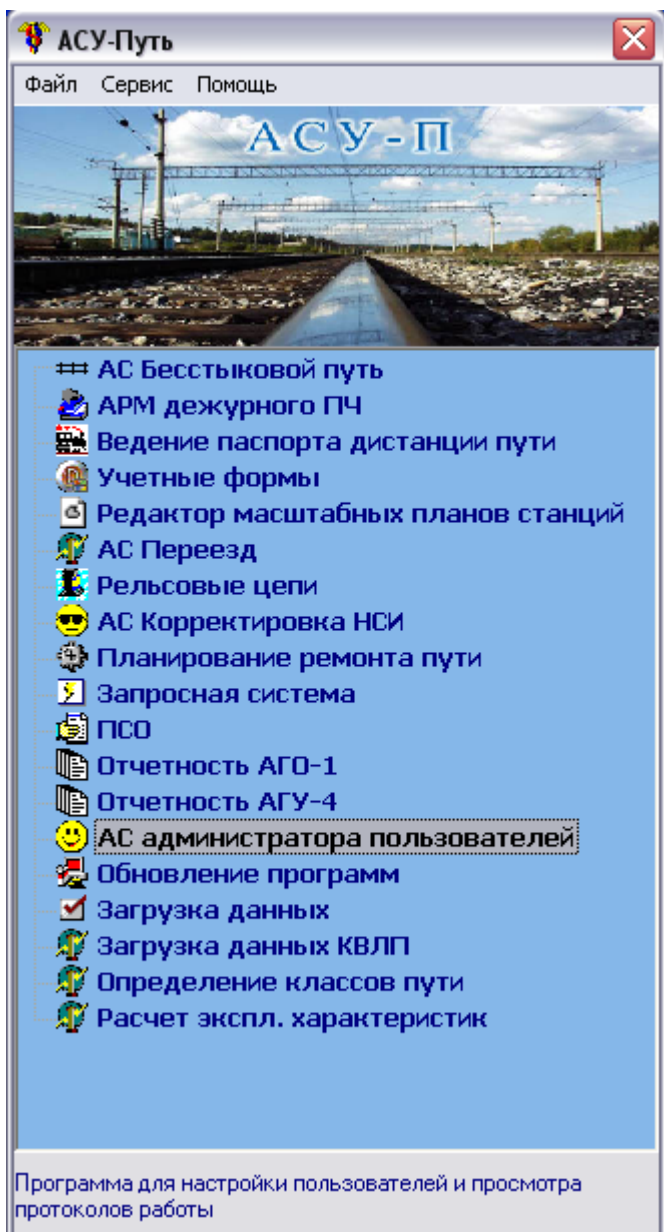 АСУ-Путь
Файл Сервис Помощь
АСУ-П
АС Бесстыковой путь
АРМ дежурного ПЧ
Ведение паспорта дистанции пути
Учетные формы
Редактор масштабных планов станций
АС Переезд
Рельсовые цепи
АС Корректировка НСИ
Планирование ремонта пути
Запросная система
ПСО
Отчетность АГО-1
Отчетность АГУ-4
АС администратора пользователей
Обновление программ
Загрузка данных
Загрузка данных КВЛП
Определение классов пути
Расчет экспл. характеристик
Программа для настройки пользователей и просмотра
протоколов работы